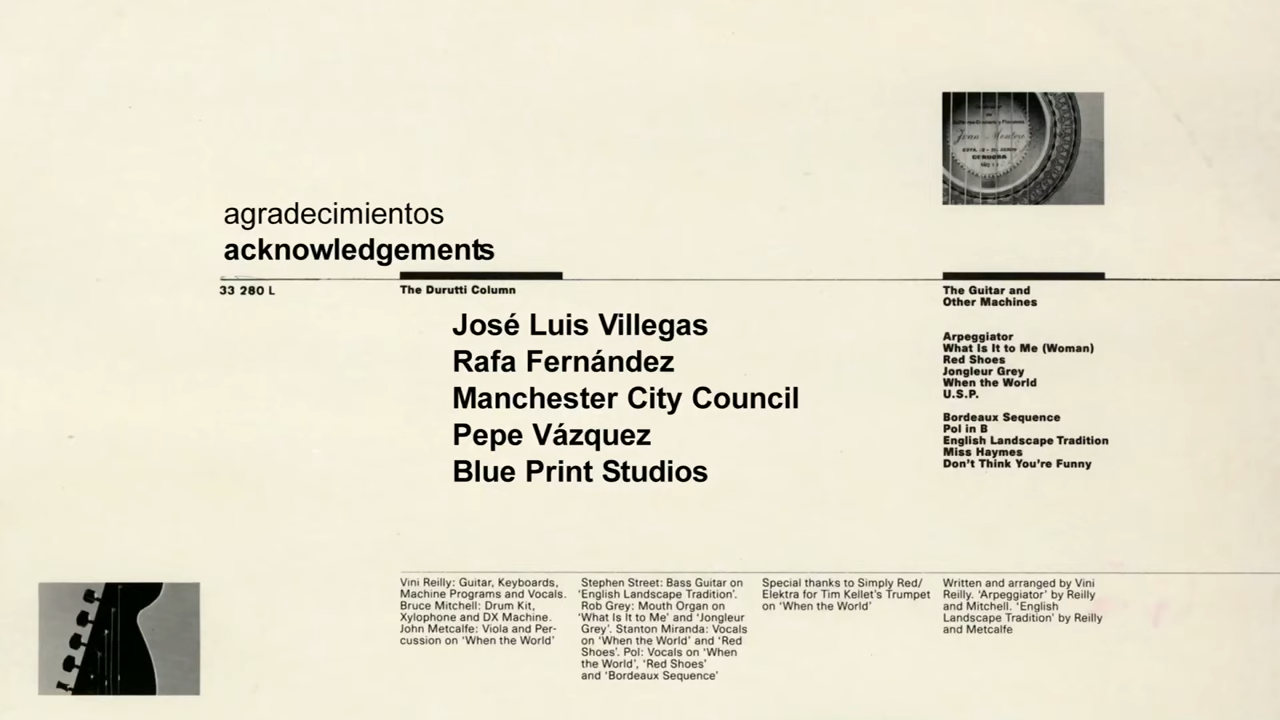 agradecimientos
acknowledgements
33 280 L
The Durutti Column
José Luis Villegas
Rafa Fernández
Manchester City Council
Pepe Vázquez
Blue Print Studios
The Guitar and
Other Machines
Arpeggiator
What Is It to Me (Woman)
Red Shoes
Jongleur Grey
When the World
U.S.P.
Bordeaux Sequence
Pol in B
English Landscape Tradition
Miss Haymes
Don't Think You're Funny
Vini Reilly: Guitar, Keyboards,
Machine Programs and Vocals.
Bruce Mitchell: Drum Kit,
Xylophone and DX Machine.
John Metcalfe: Viola and Per-
cussion on 'When the World'
Stephen Street: Bass Guitar on
'English Landscape Tradition'.
Rob Grey: Mouth Organ on
'What Is It to Me' and 'Jongleur
Grey'. Stanton Miranda: Vocals
on 'When the World' and 'Red
Shoes'. Pol: Vocals on 'When
the World', 'Red Shoes'
and 'Bordeaux Sequence'
Special thanks to Simply Red/
Elektra for Tim Kellet's Trumpet
on 'When the World'
Written and arranged by Vini
Reilly. 'Arpeggiator' by Reilly
and Mitchell. 'English
Landscape Tradition' by Reilly
and Metcalfe